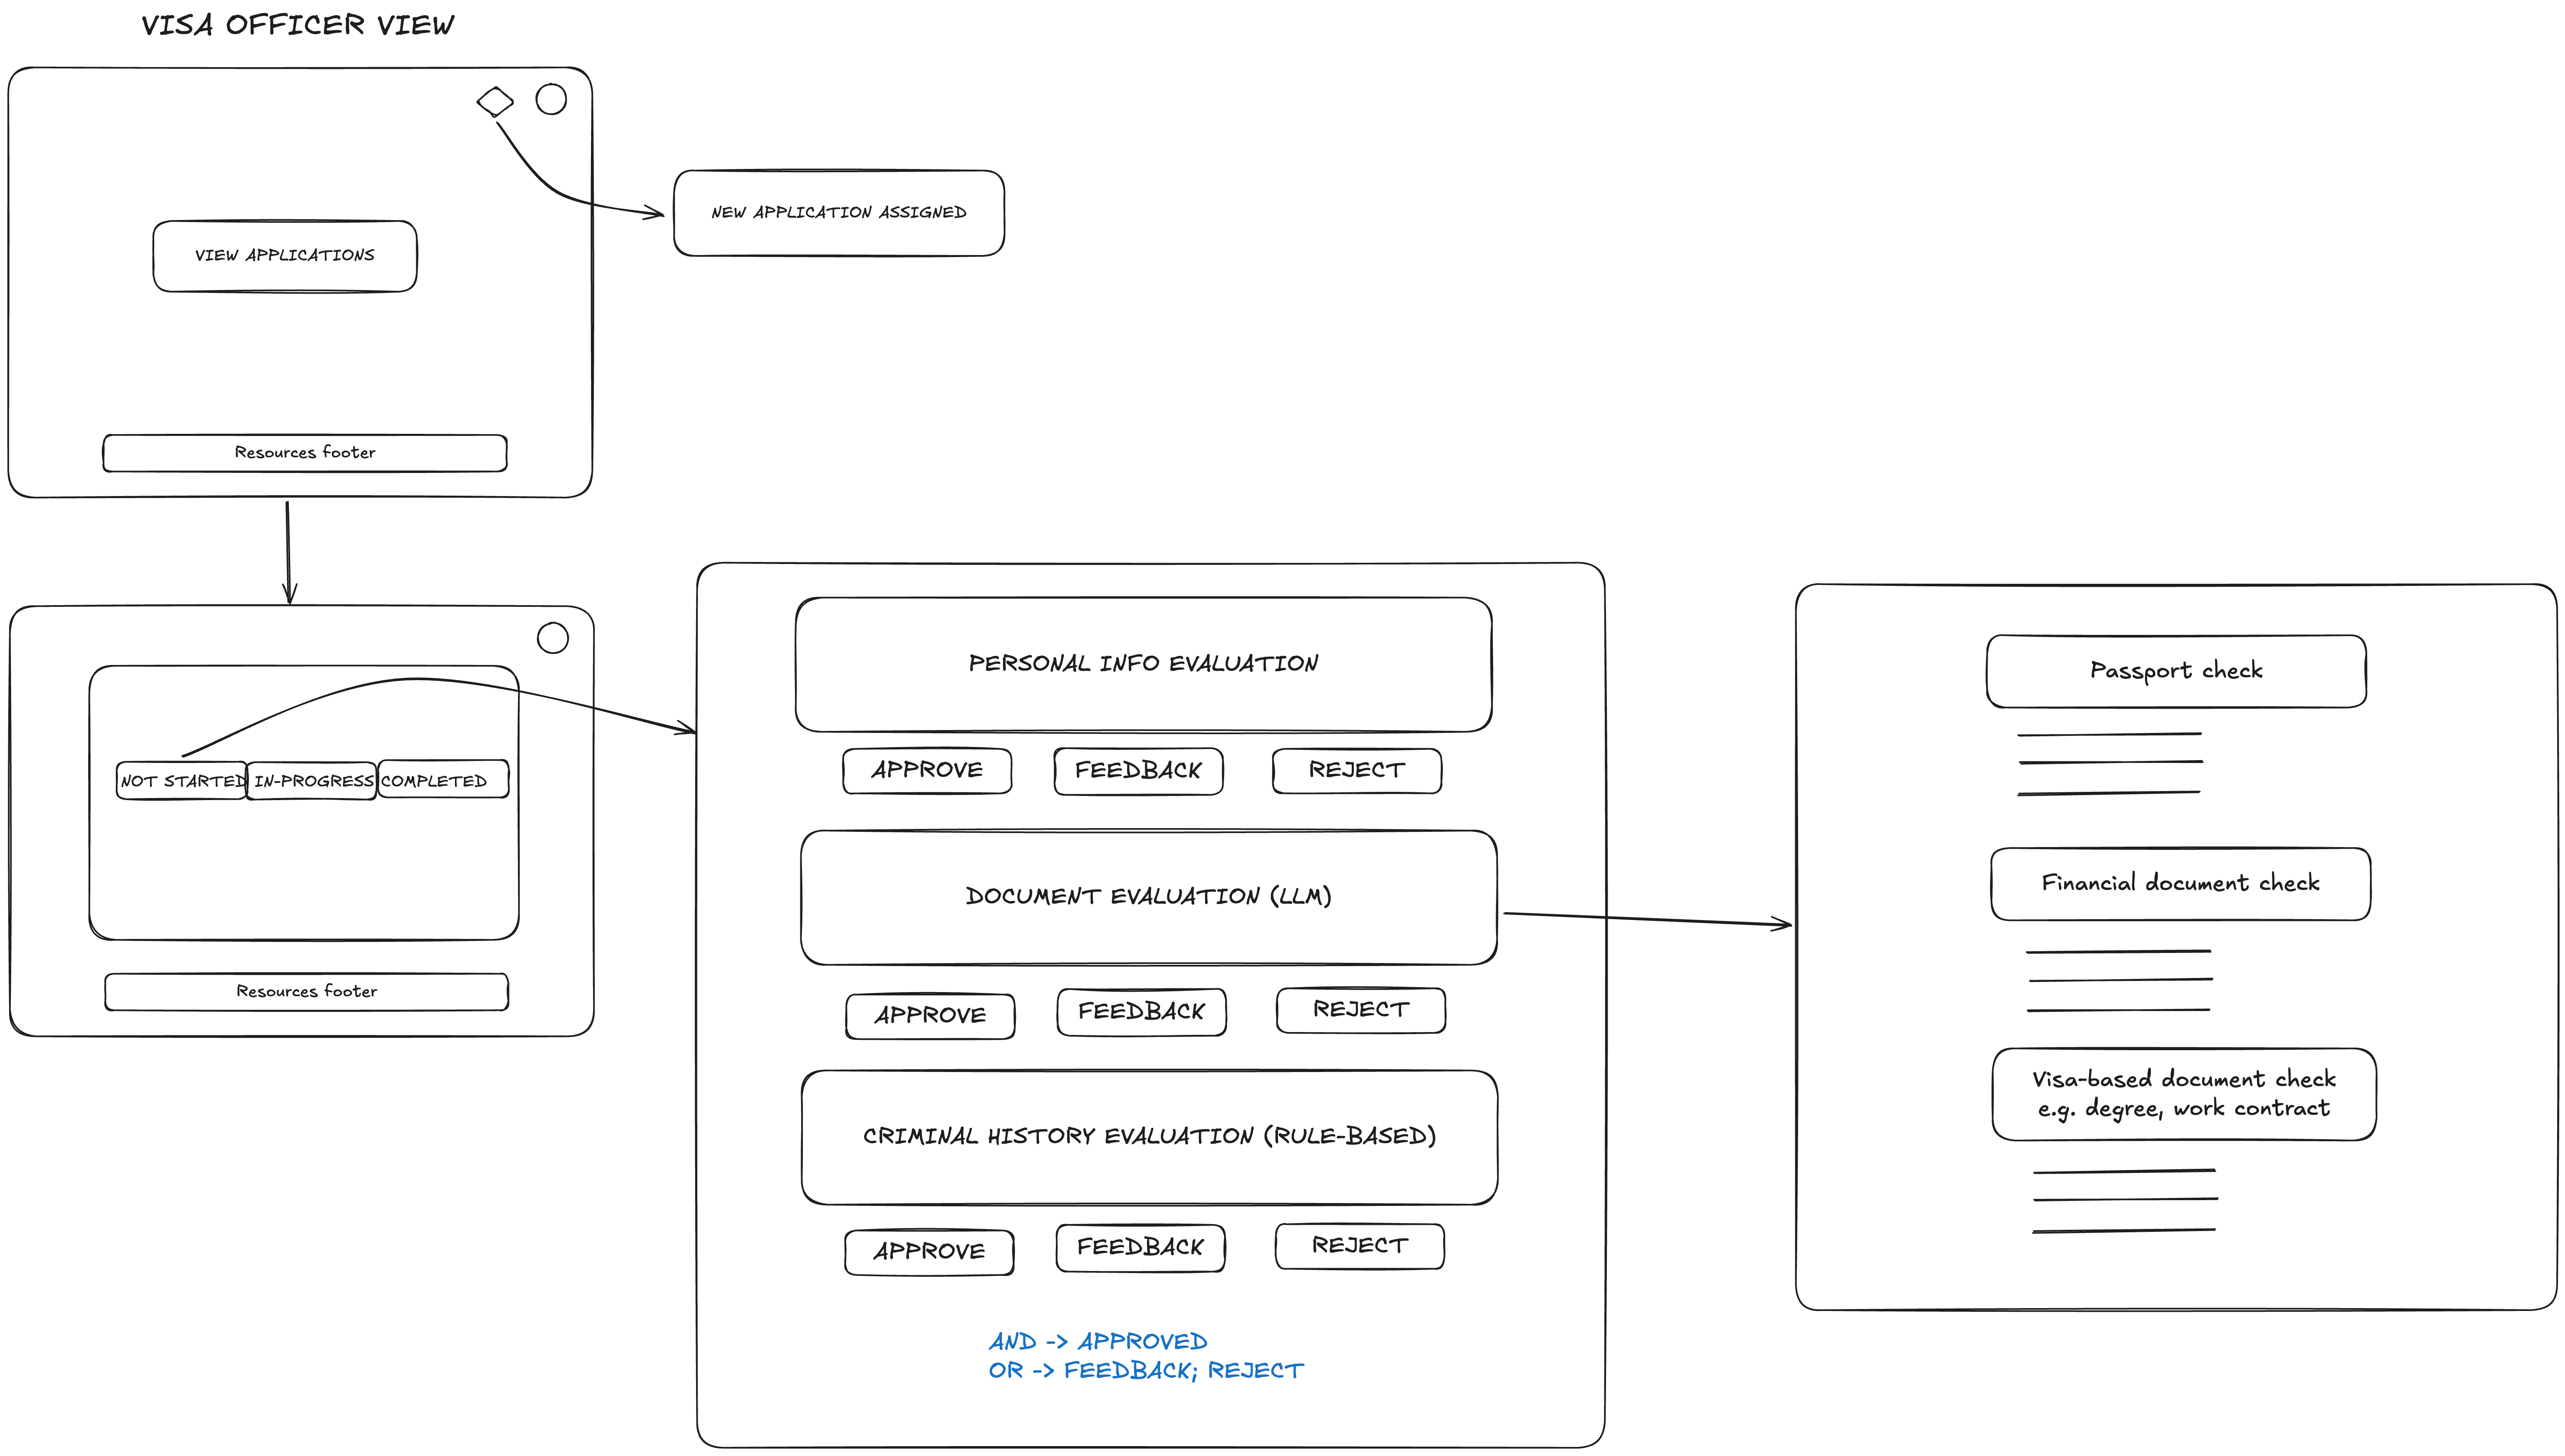 VISA OFFICER VIEW
NEW APPLICATION ASSIGNED
VIEW APPLICATIONS
Resources footer
NOT STARTED
IN-PROGRESS
COMPLETED
Resources footer
PERSONAL INFO EVALUATION
APPROVE
FEEDBACK
REJECT
DOCUMENT EVALUATION (LLM)
APPROVE
FEEDBACK
REJECT
CRIMINAL HISTORY EVALUATION (RULE-BASED)
APPROVE
FEEDBACK
REJECT
AND -> APPROVED
OR -> FEEDBACK; REJECT
Passport check
Financial document check
Visa-based document check
e.g. degree, work contract